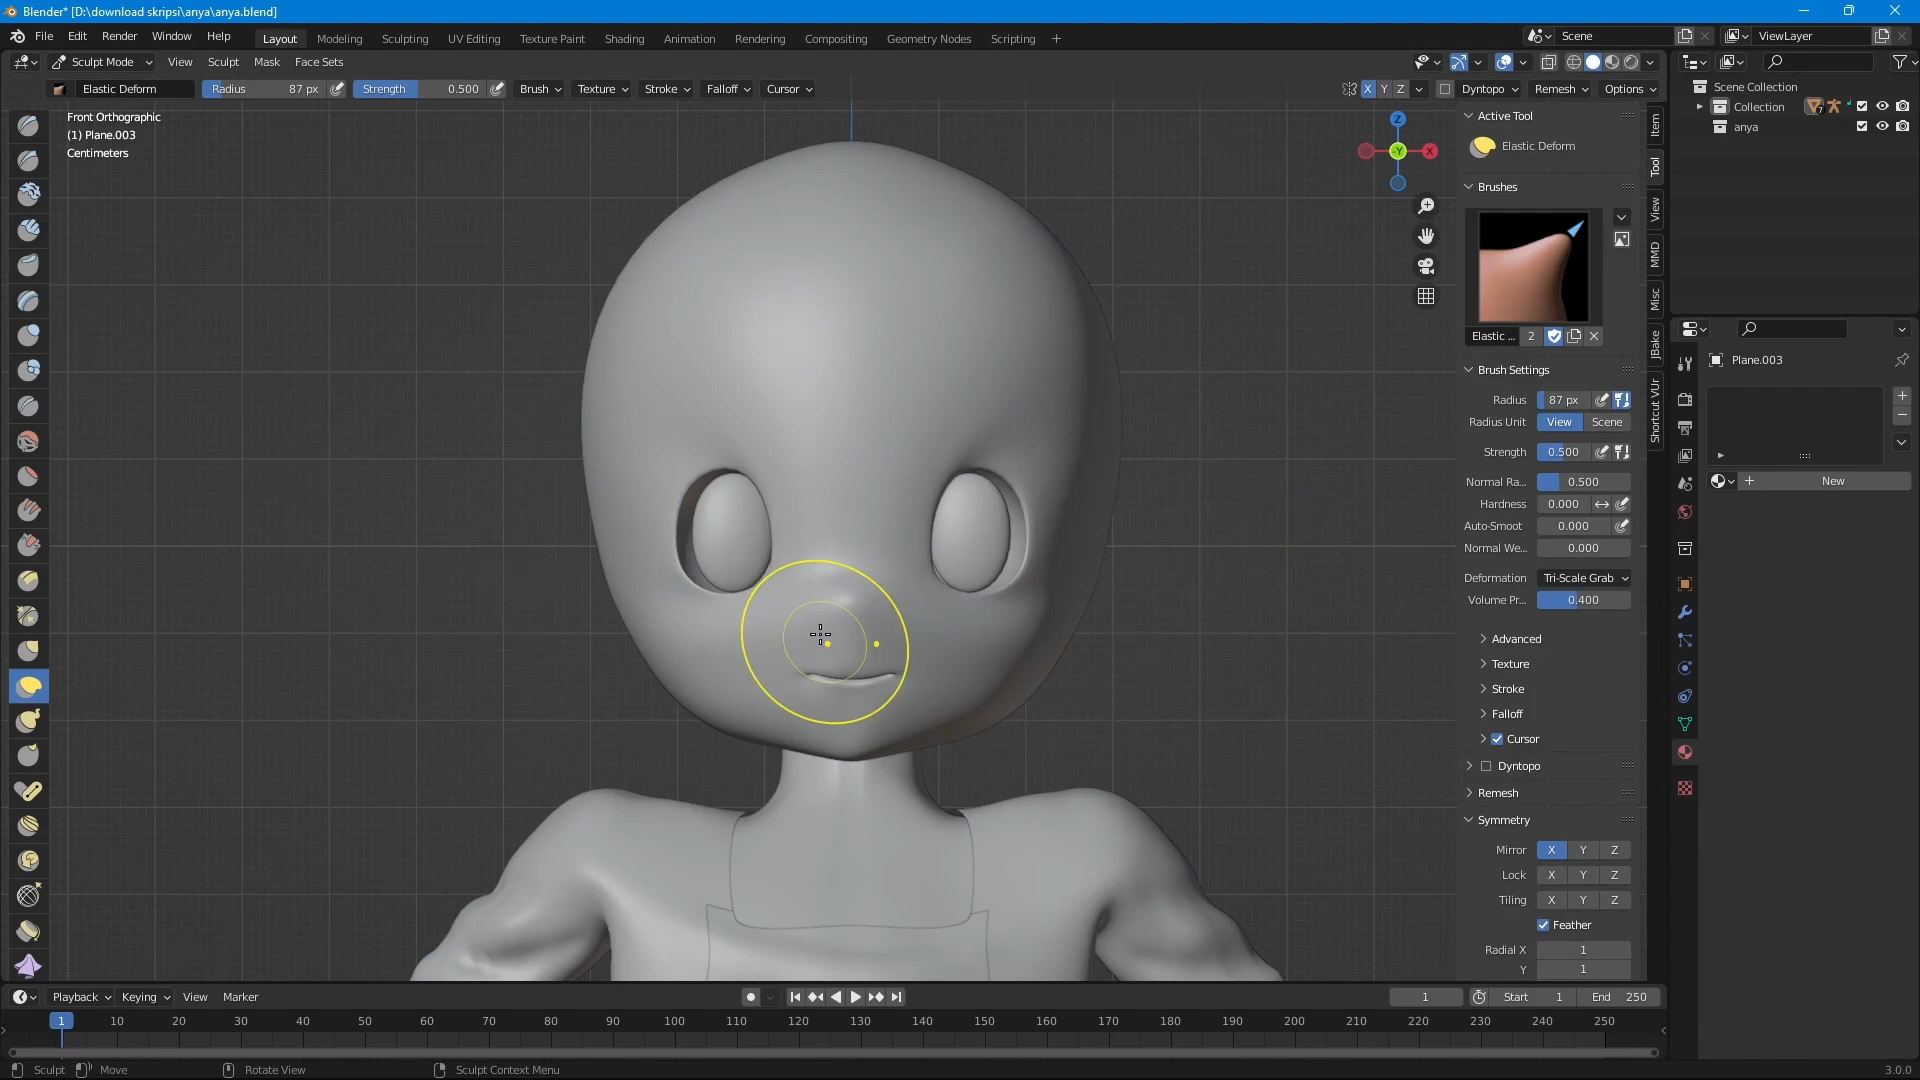 Blender* [D:\download skripsi\anya\anya.blend]
File Edit Render Window Help Layout Modeling Sculpting UV Editing Texture Paint Shading Animation Rendering Compositing Geometry Nodes Scripting + Scene ViewLayer
Sculpt Mode View Sculpt Mask Face Sets
Elastic Deform Radius 87 px Strength 0.500 Brush Texture Stroke Falloff Cursor X Y Z Dyntopo Remesh Options
Front Orthographic
(1) Plane.003
Centimeters
Z
-Y
X
Active Tool
Elastic Deform
Brushes
Elastic ... 2
Brush Settings
Radius 87 px
Radius Unit View Scene
Strength 0.500
Normal Ra... 0.500
Hardness 0.000
Auto-Smoot 0.000
Normal We... 0.000
Deformation Tri-Scale Grab
Volume Pr... 0.400
Advanced
Texture
Stroke
Falloff
Cursor
Dyntopo
Remesh
Symmetry
Mirror X Y Z
Lock X Y Z
Tiling X Y Z
Feather
Radial X 1
Y 1
Item
Tool
View
MMD
Misc
JBake
Shortcut VUr
Scene Collection
Collection 7
anya
Plane.003
New
Playback Keying View Marker 1 Start 1 End 250
1 10 20 30 40 50 60 70 80 90 100 110 120 130 140 150 160 170 180 190 200 210 220 230 240 250
Sculpt Move Rotate View Sculpt Context Menu 3.0.0